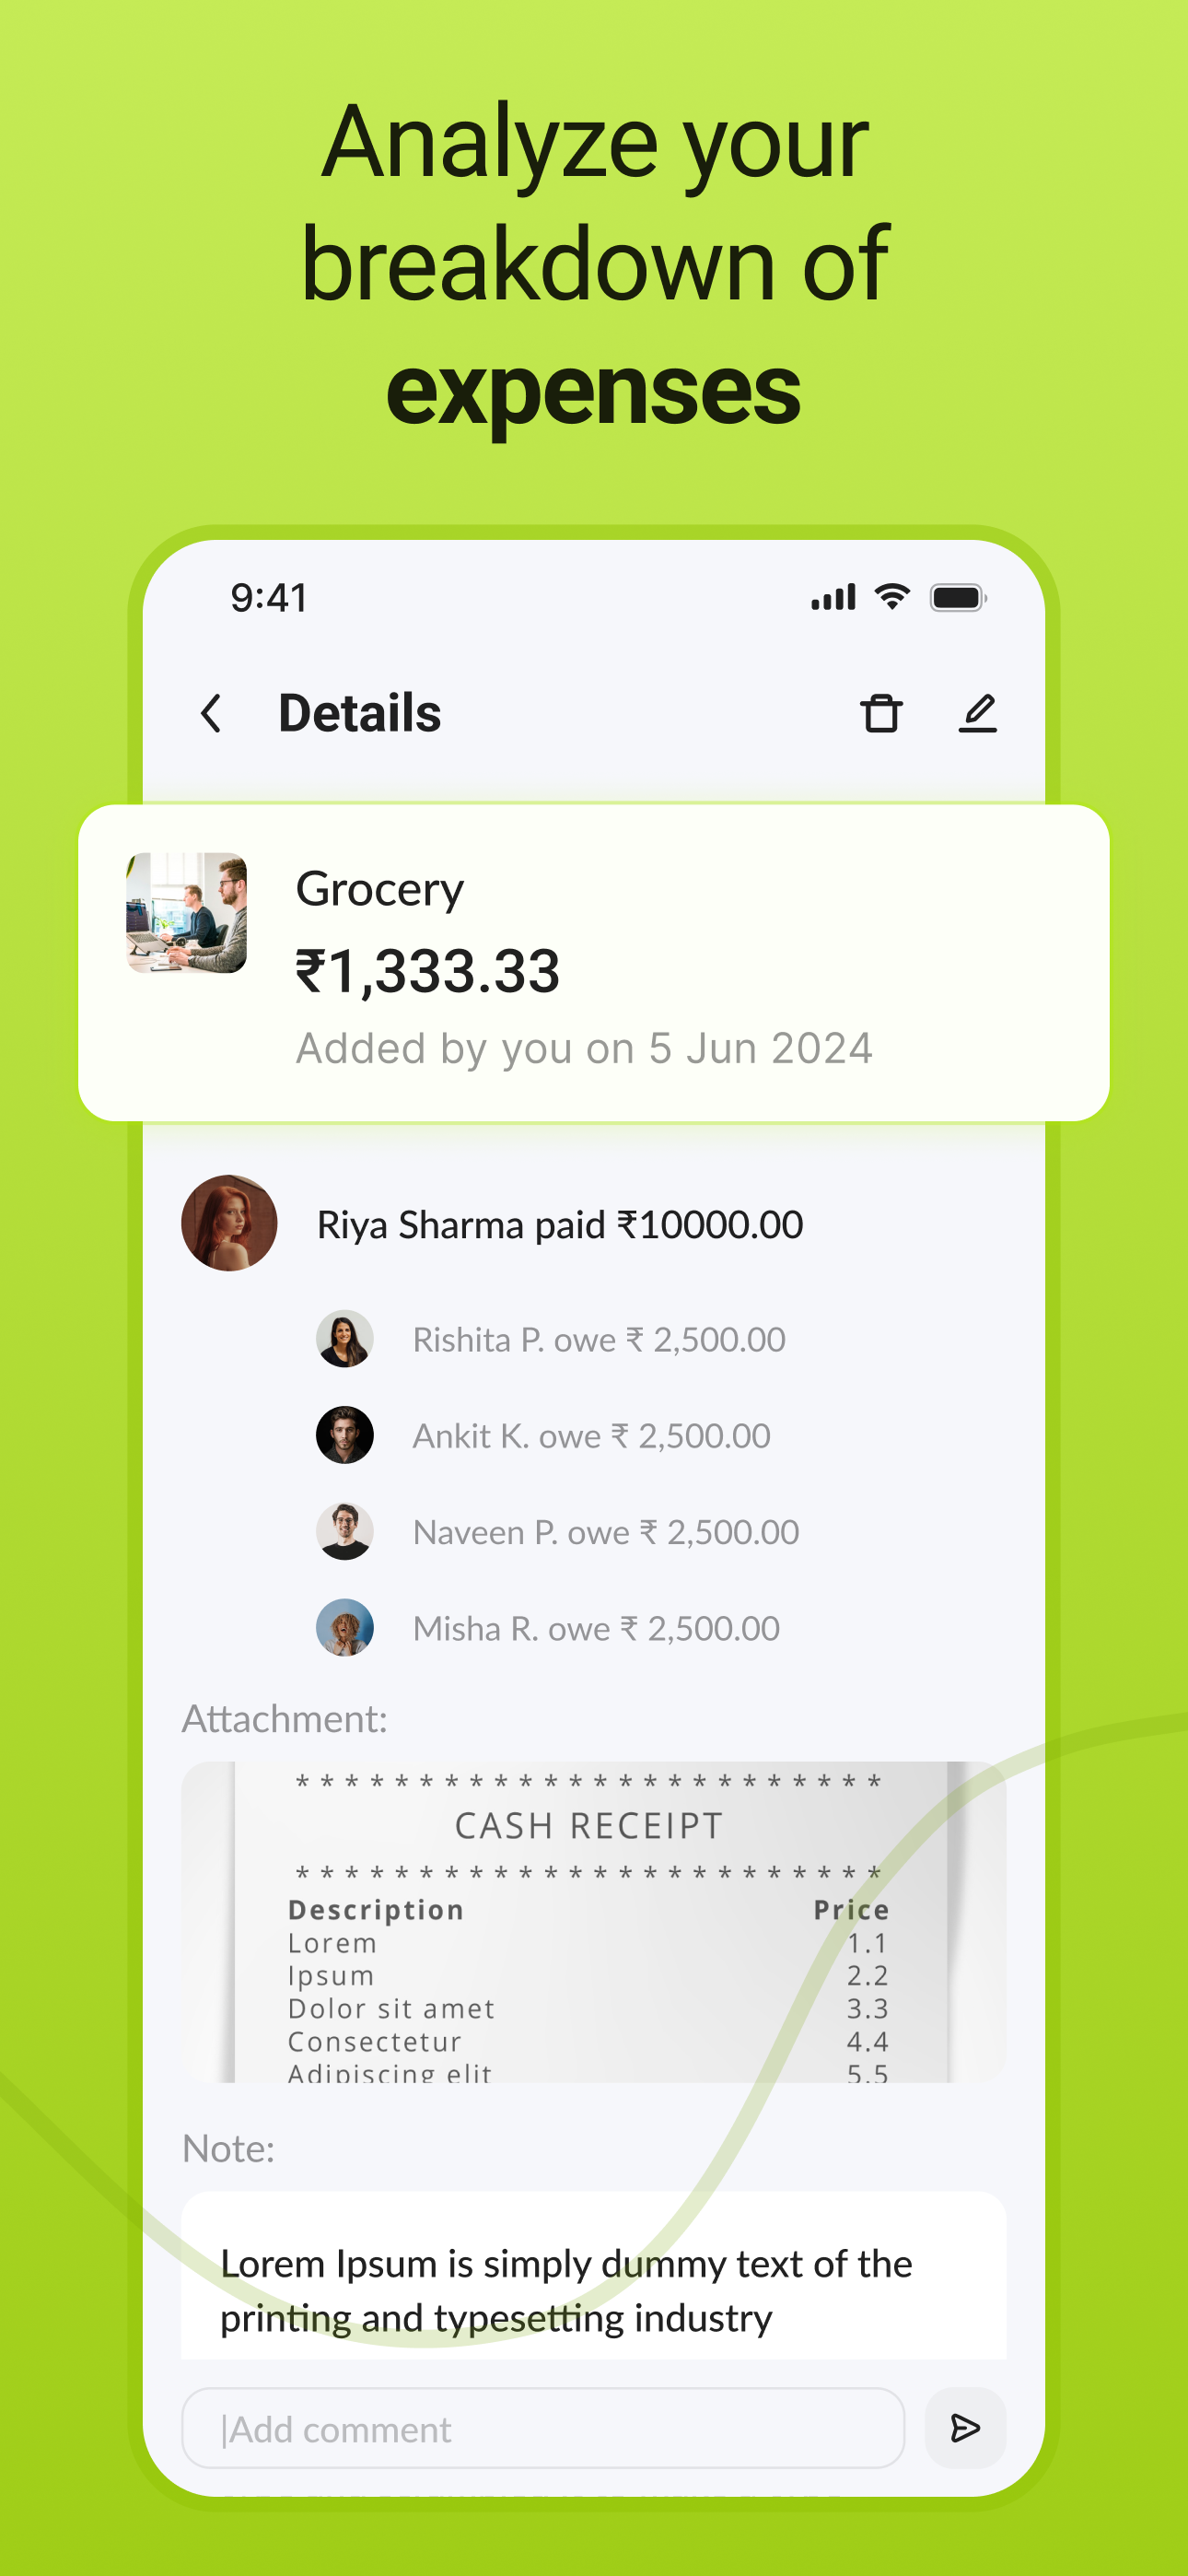 Analyze your
breakdown of
expenses
9:41
Details
Grocery
₹1,333.33
Added by you on 5 Jun 2024
Riya Sharma paid ₹10000.00
Rishita P. owe ₹ 2,500.00
Ankit K. owe ₹ 2,500.00
Naveen P. owe ₹ 2,500.00
Misha R. owe ₹ 2,500.00
Attachment:
* * * * * * * * * * * * * * * * * * * * * * * *
CASH RECEIPT
* * * * * * * * * * * * * * * * * * * * * * * *
Description Price
Lorem 1.1
Ipsum 2.2
Dolor sit amet 3.3
Consectetur 4.4
Adipiscing elit 5.5
Note:
Lorem Ipsum is simply dummy text of the
printing and typesetting industry
Add comment